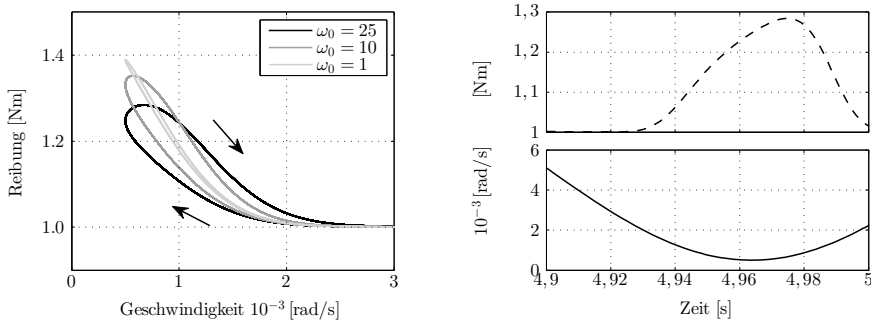 1.4
1.2
1.0
Reibung [Nm]
ω₀ = 25
ω₀ = 10
ω₀ = 1
0
1
2
3
Geschwindigkeit 10⁻³ [rad/s]
1, 3
1, 2
1, 1
1
[Nm]
6
4
2
0
10⁻³ [rad/s]
4, 9
4, 92
4, 94
4, 96
4, 98
5
Zeit [s]